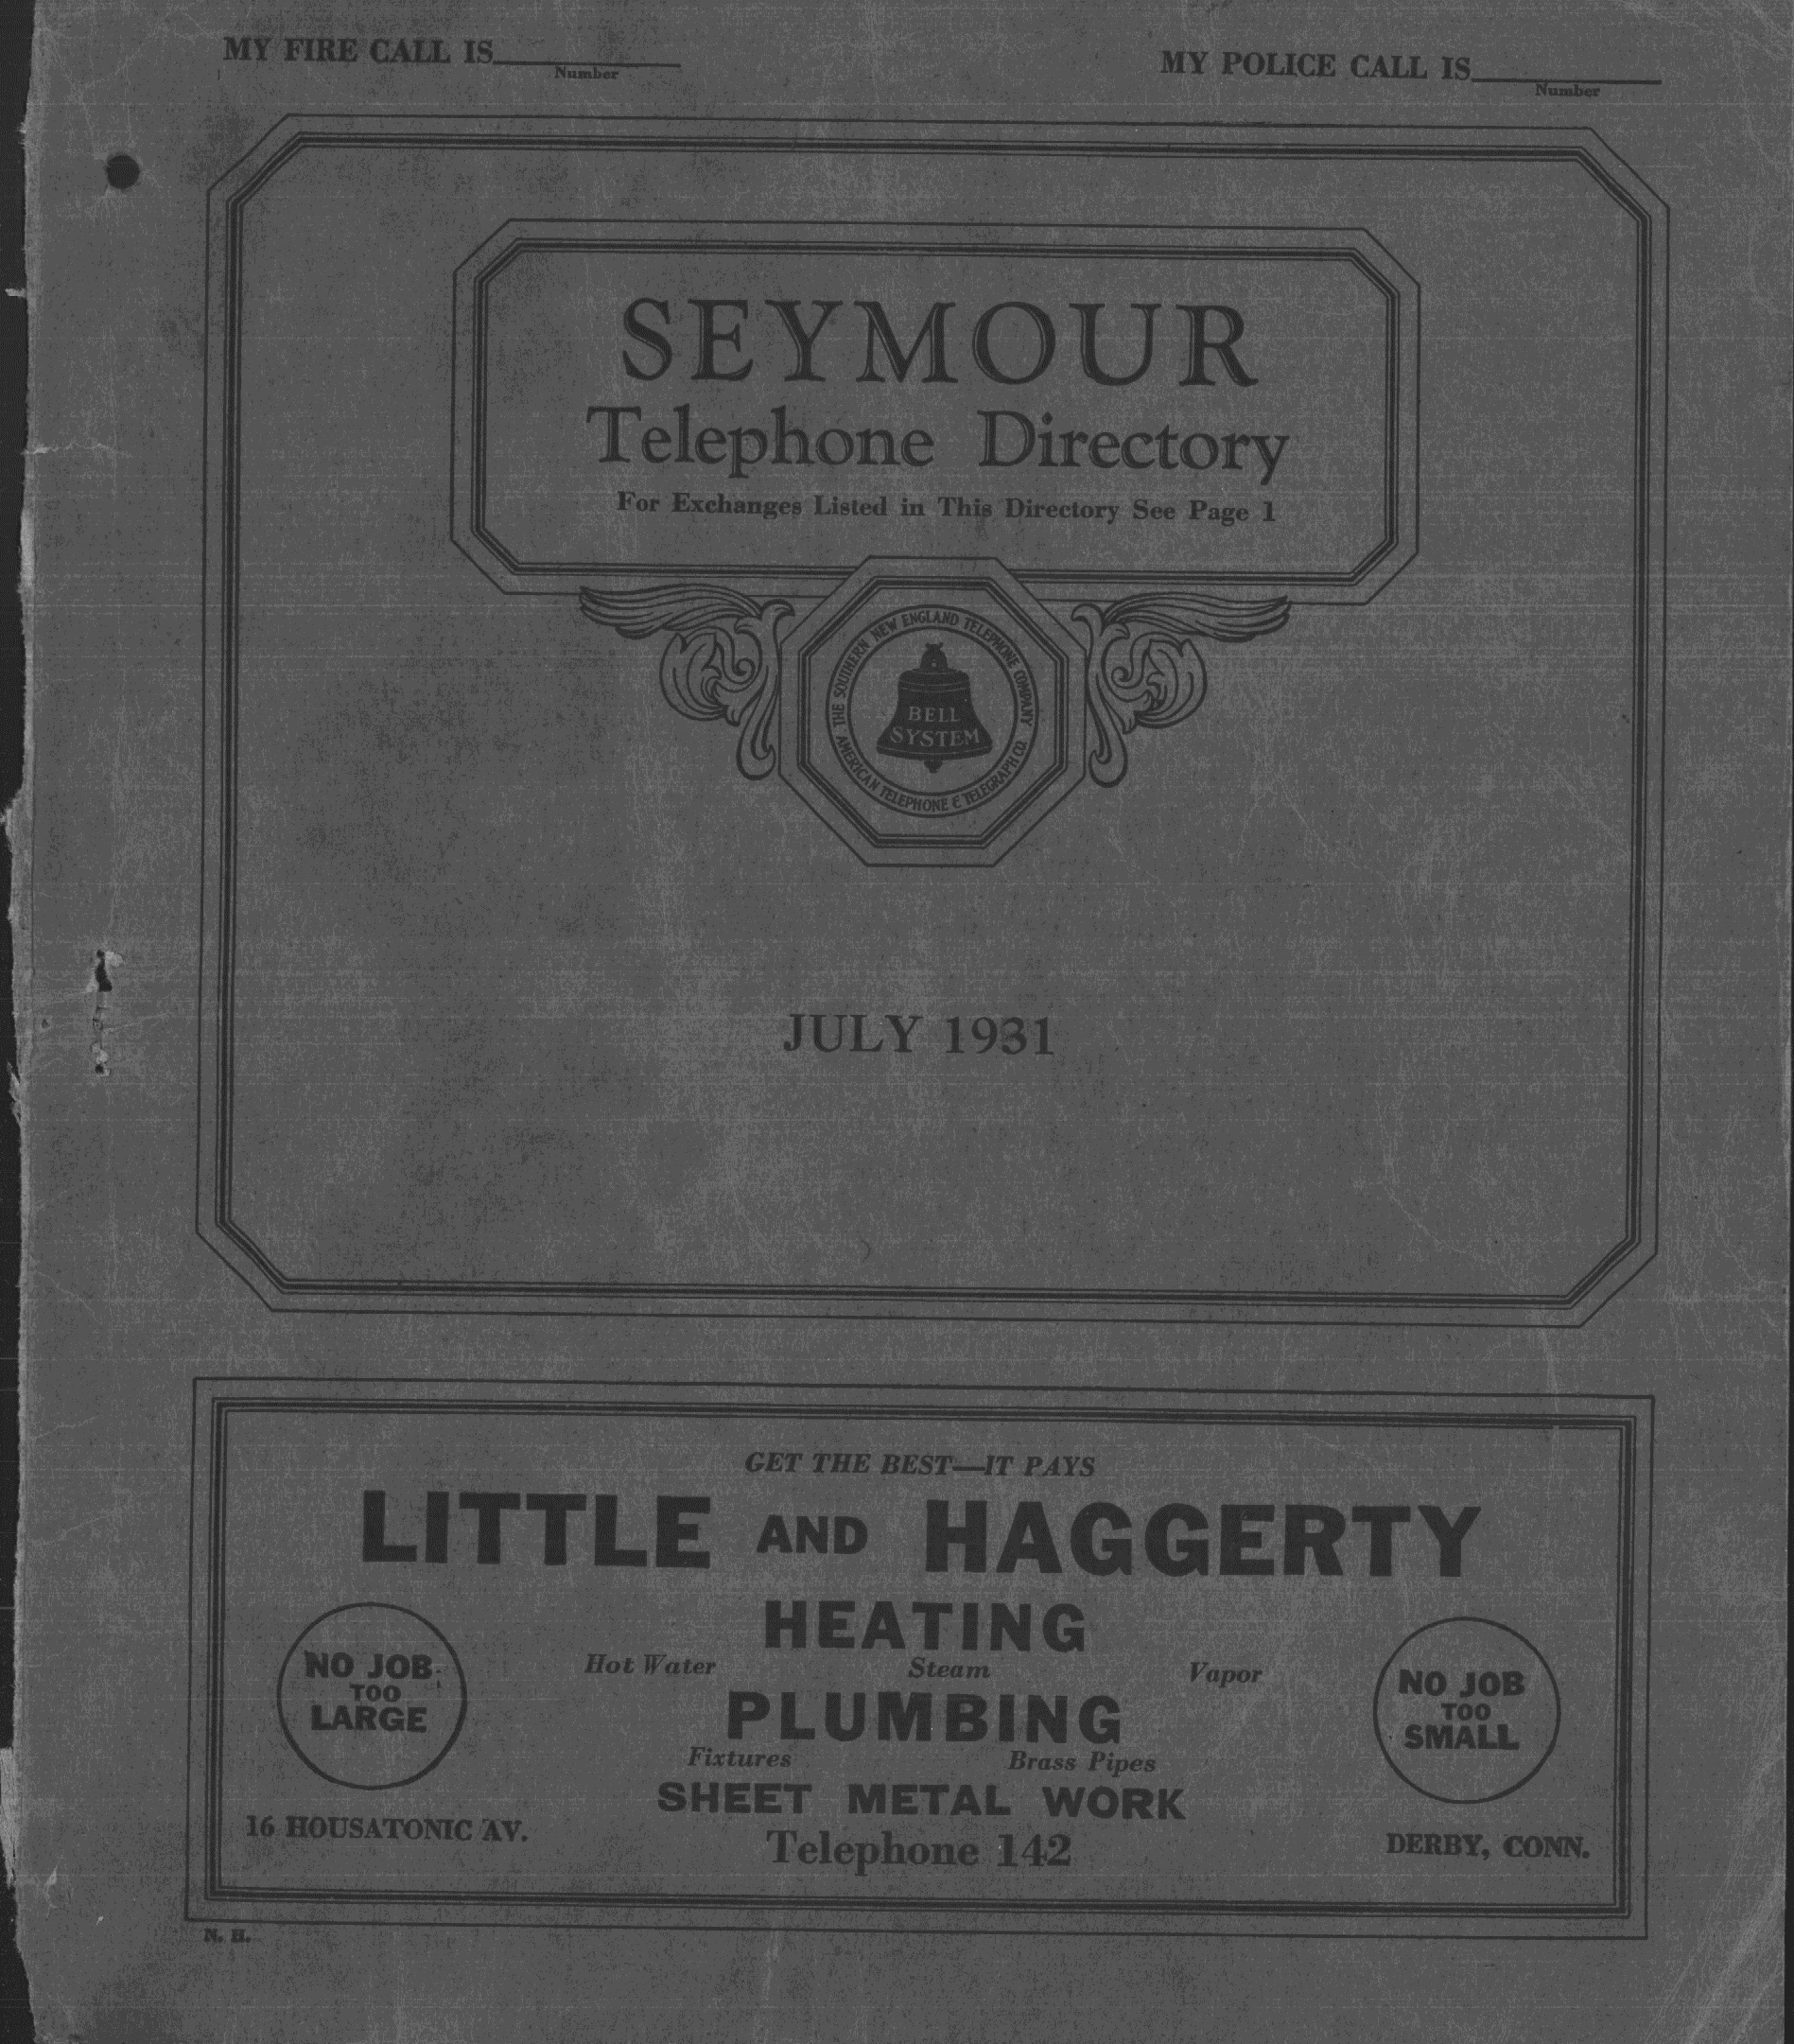 MY FIRE CALL IS
Number
MY POLICE CALL IS
Number
SEYMOUR
Telephone Directory
For Exchanges Listed in This Directory See Page 1
THE SOUTHERN NEW ENGLAND TELEPHONE COMPANY
BELL
SYSTEM
AMERICAN TELEPHONE & TELEGRAPH CO.
JULY 1931
GET THE BEST—IT PAYS
LITTLE AND HAGGERTY
HEATING
Hot Water Steam Vapor
PLUMBING
Fixtures Brass Pipes
SHEET METAL WORK
Telephone 142
NO JOB
TOO
LARGE
NO JOB
TOO
SMALL
16 HOUSATONIC AV.
DERBY, CONN.
N. H.